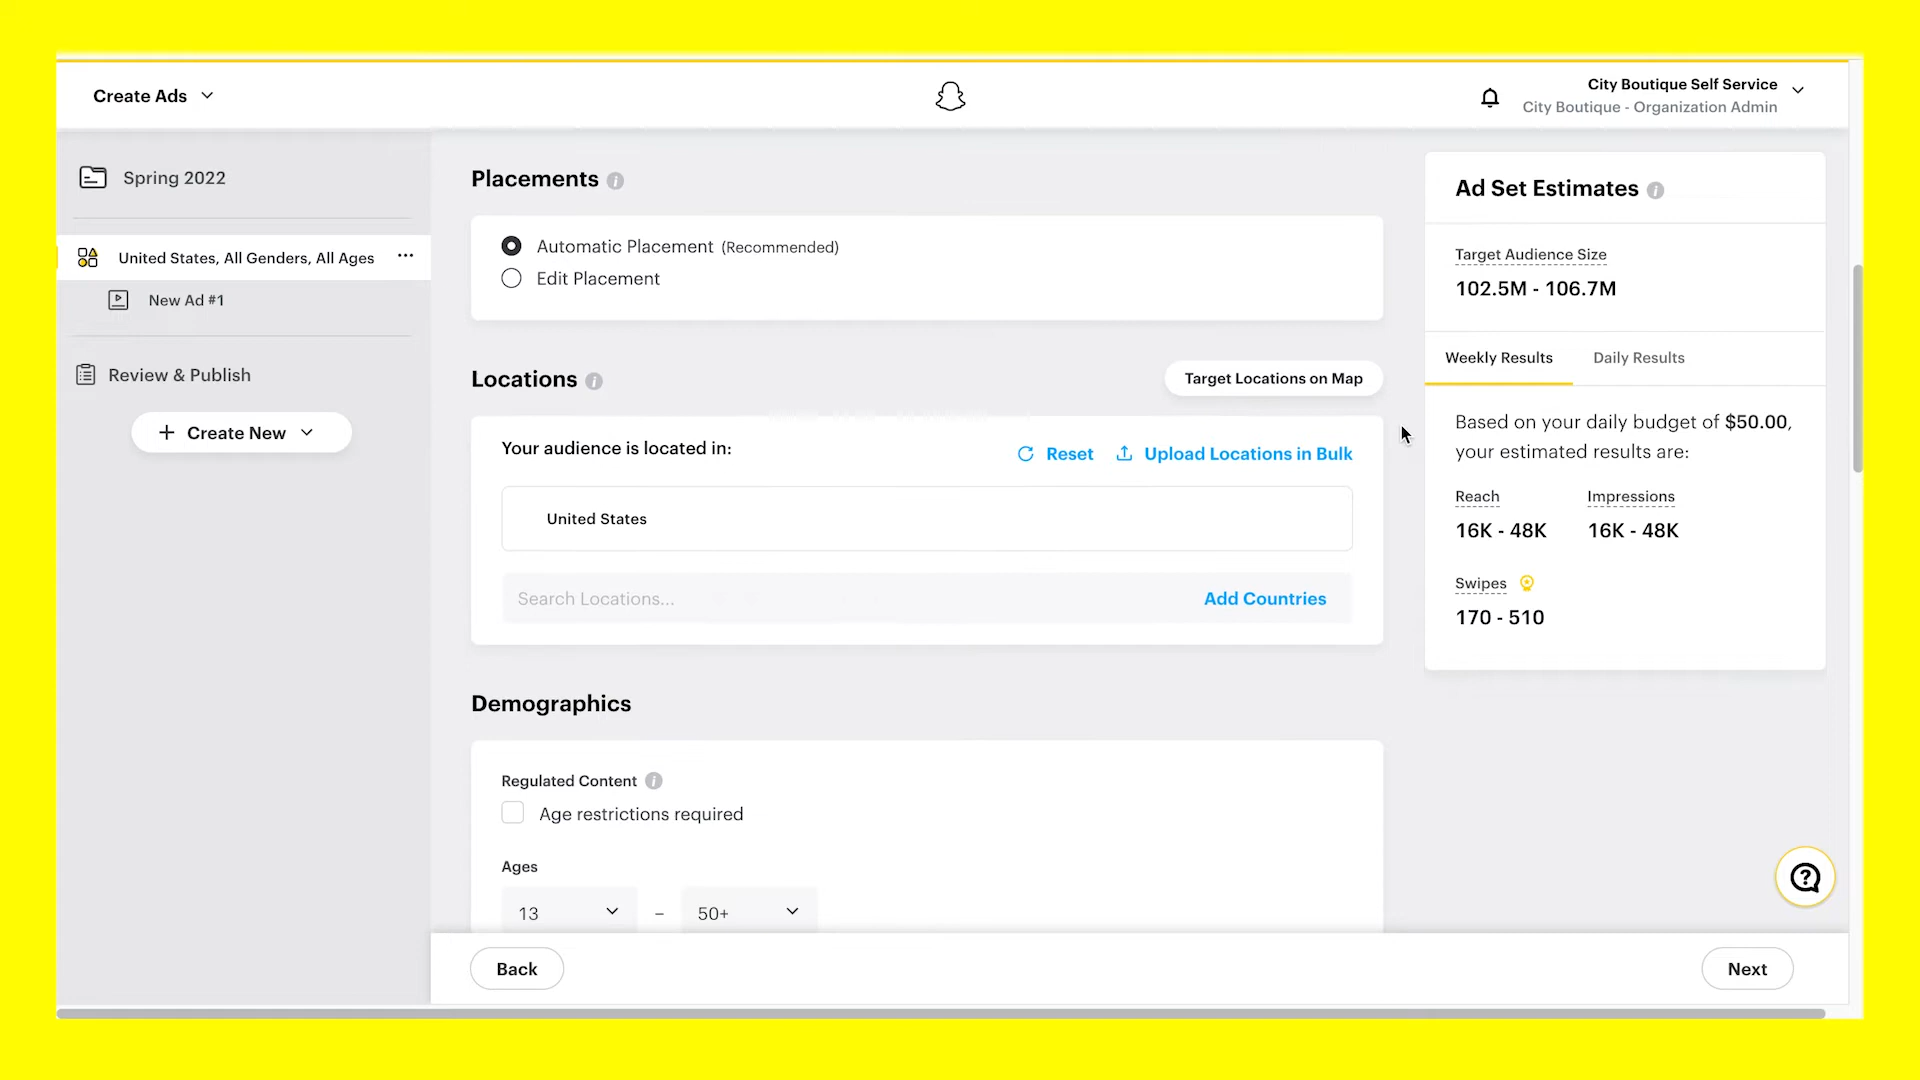 Create Ads
City Boutique Self Service
City Boutique - Organization Admin
Spring 2022
United States, All Genders, All Ages
New Ad #1
Review & Publish
+ Create New
Placements
Automatic Placement (Recommended)
Edit Placement
Locations
Target Locations on Map
Your audience is located in:
Reset
Upload Locations in Bulk
United States
Search Locations...
Add Countries
Demographics
Regulated Content
Age restrictions required
Ages
13 – 50+
Back
Next
Ad Set Estimates
Target Audience Size
102.5M - 106.7M
Weekly Results
Daily Results
Based on your daily budget of $50.00,
your estimated results are:
Reach
Impressions
16K - 48K
16K - 48K
Swipes
170 - 510